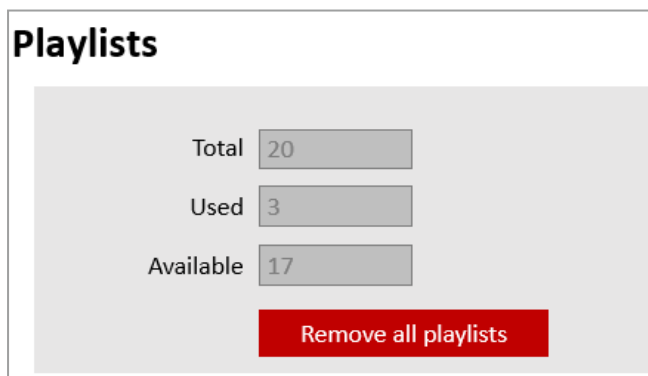 Playlists
Total 20
Used 3
Available 17
Remove all playlists